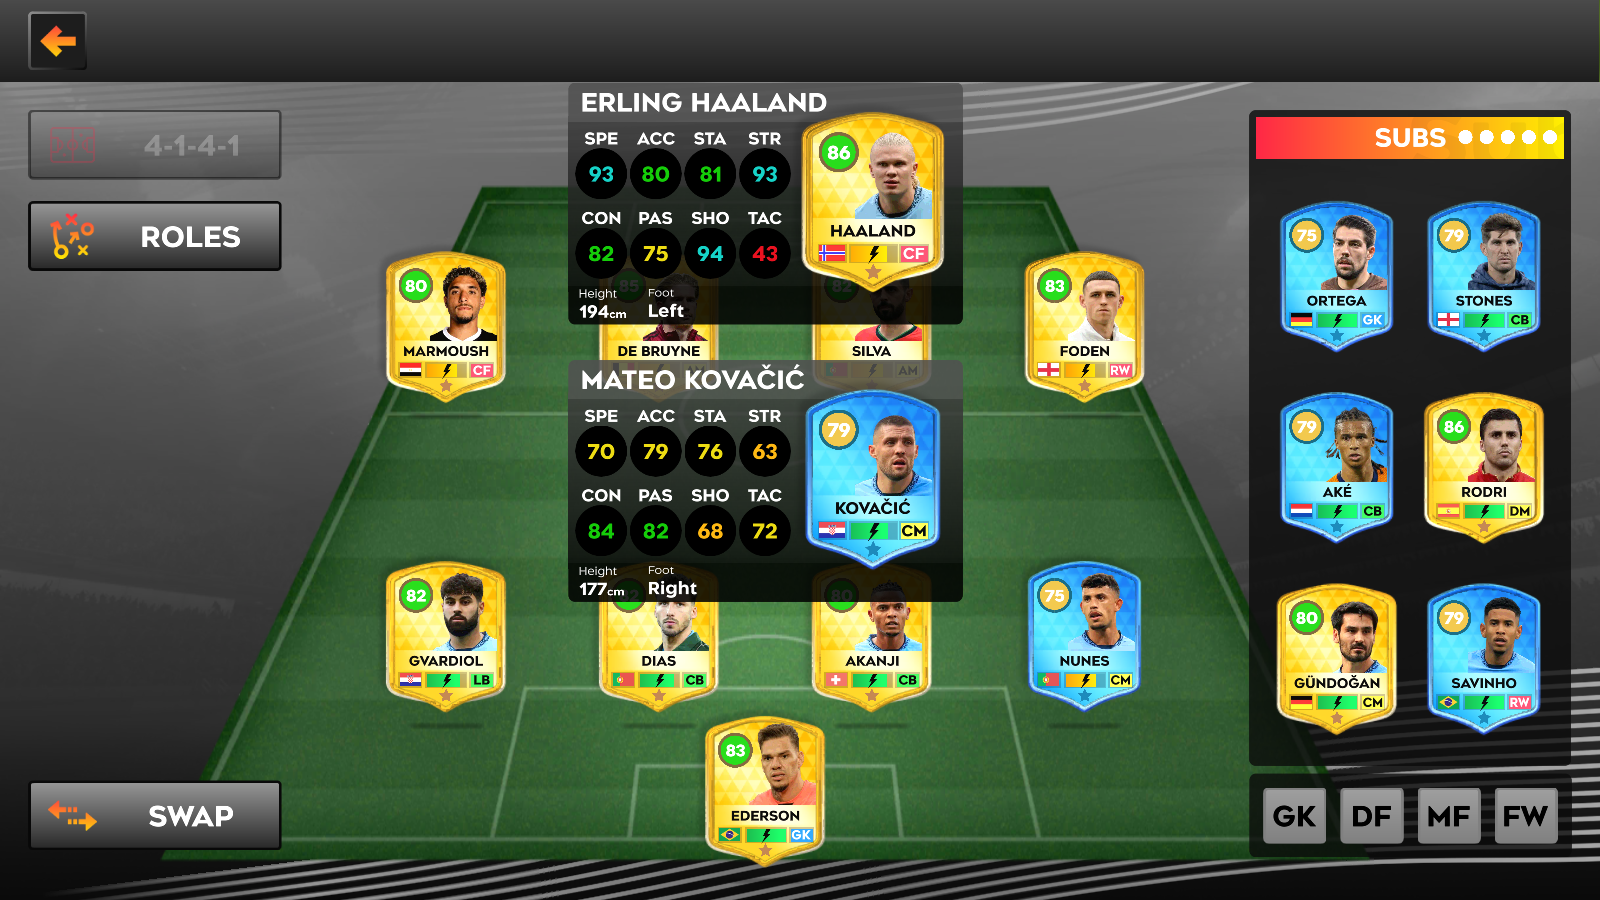 4-1-4-1
ROLES
ERLING HAALAND
SPE ACC STA STR
93 80 81 93
CON PAS SHO TAC
82 75 94 43
Height Foot
194cm Left
86
HAALAND
CF
80
MARMOUSH
CF
85
DE BRUYNE
82
SILVA
AM
83
FODEN
RW
MATEO KOVAČIĆ
SPE ACC STA STR
70 79 76 63
CON PAS SHO TAC
84 82 68 72
Height Foot
177cm Right
79
KOVAČIĆ
CM
82
GVARDIOL
LB
DIAS
CB
80
AKANJI
CB
75
NUNES
CM
83
EDERSON
GK
SWAP
SUBS
75
ORTEGA
GK
79
STONES
CB
79
AKÉ
CB
86
RODRI
DM
80
GÜNDOĞAN
CM
79
SAVINHO
RW
GK DF MF FW